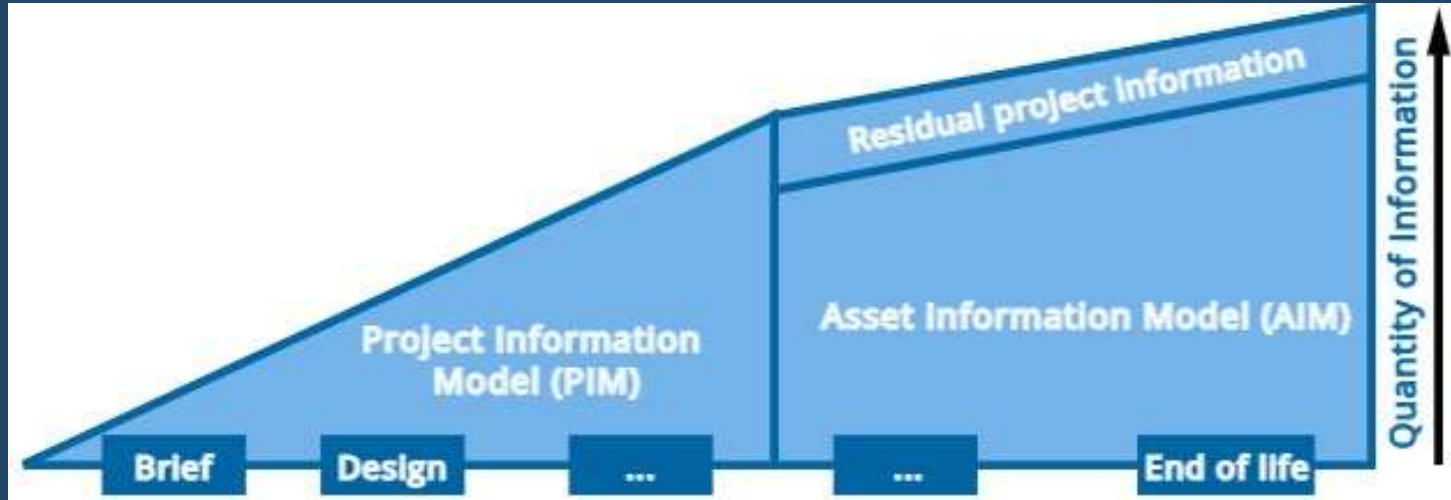 Residual project information
Project Information
Model (PIM)
Asset Information Model (AIM)
Brief
Design
...
...
End of life
Quantity of Information